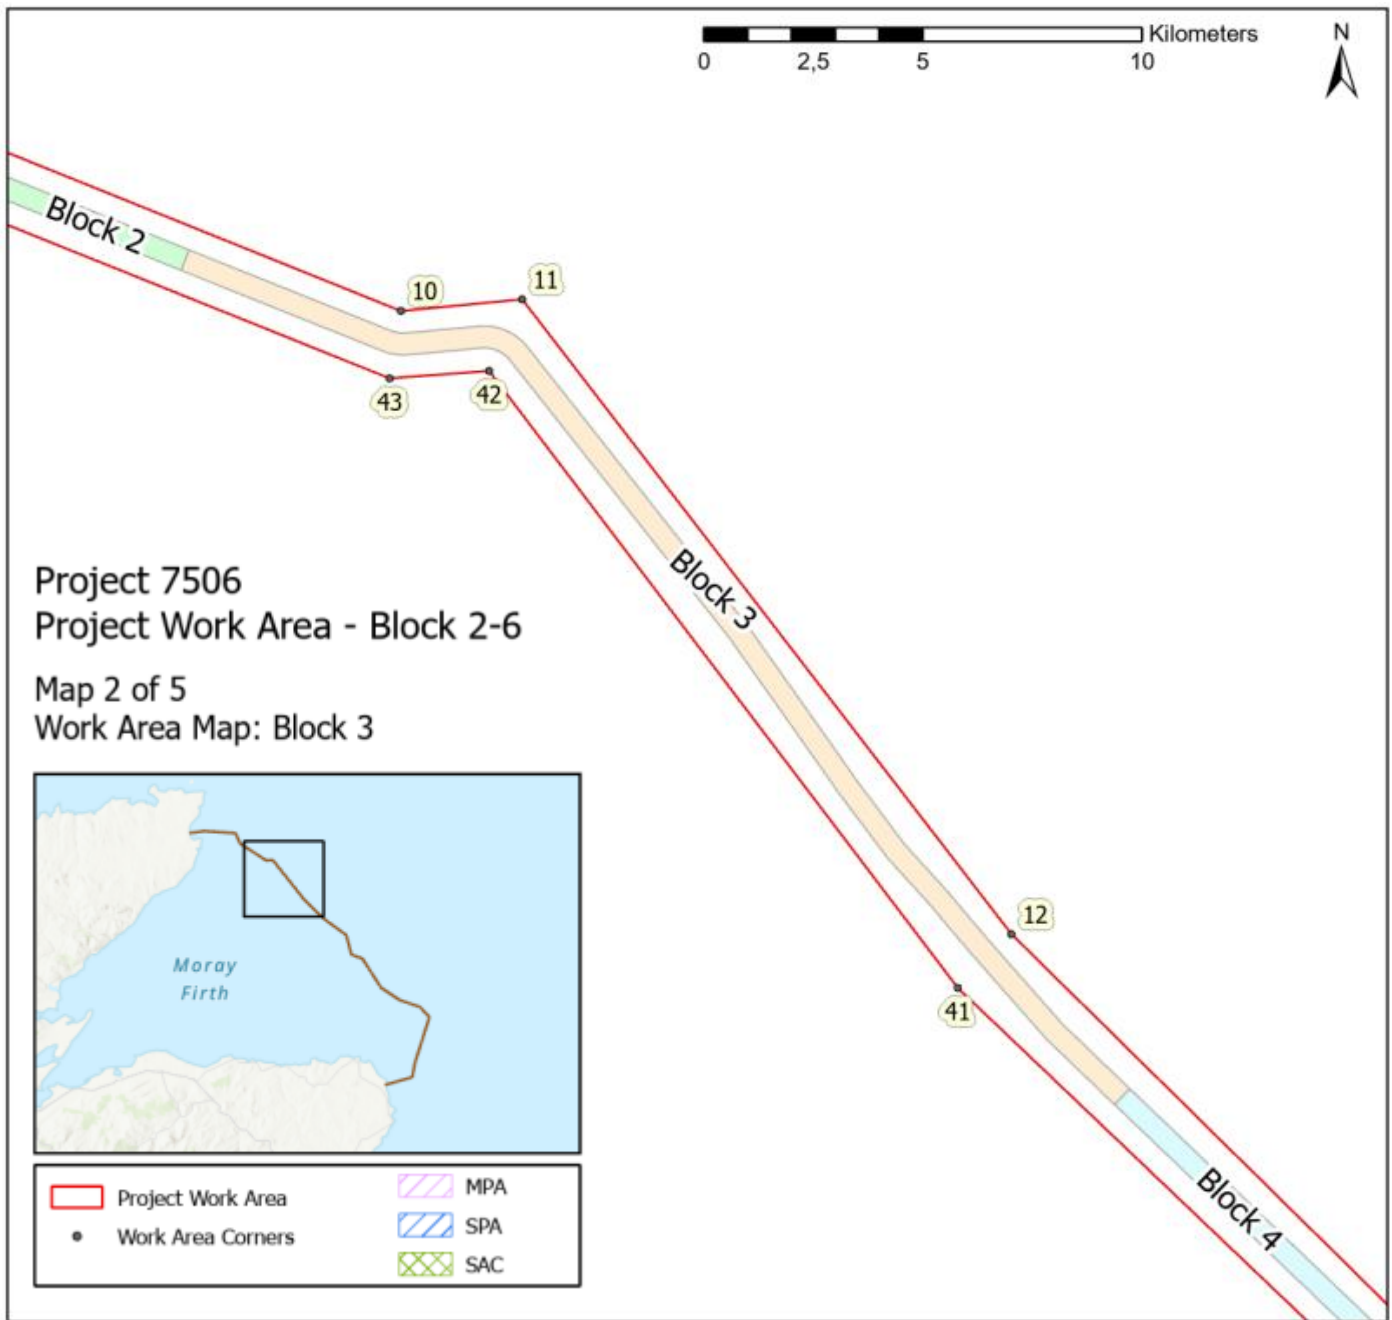 Kilometers
0 2,5 5 10
N
Block 2
10
11
43
42
Block 3
Project 7506
Project Work Area - Block 2-6
Map 2 of 5
Work Area Map: Block 3
12
41
Moray
Firth
Block 4
Project Work Area
Work Area Corners
MPA
SPA
SAC